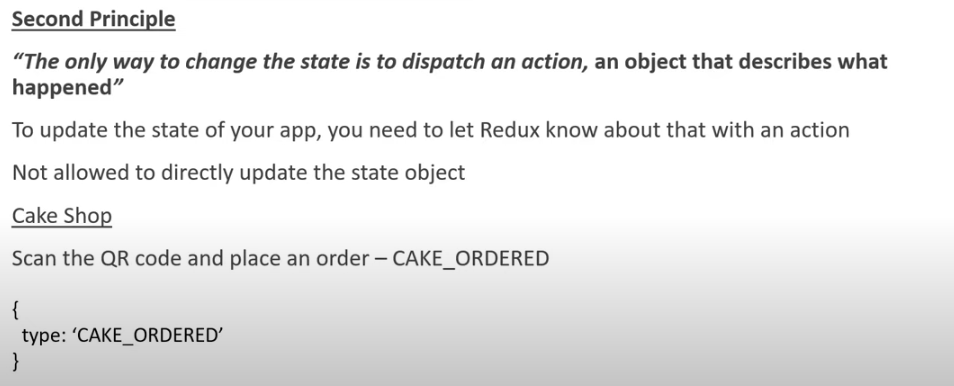 Second Principle
“The only way to change the state is to dispatch an action, an object that describes what
happened”
To update the state of your app, you need to let Redux know about that with an action
Not allowed to directly update the state object
Cake Shop
Scan the QR code and place an order – CAKE_ORDERED
{
type: ‘CAKE_ORDERED’
}